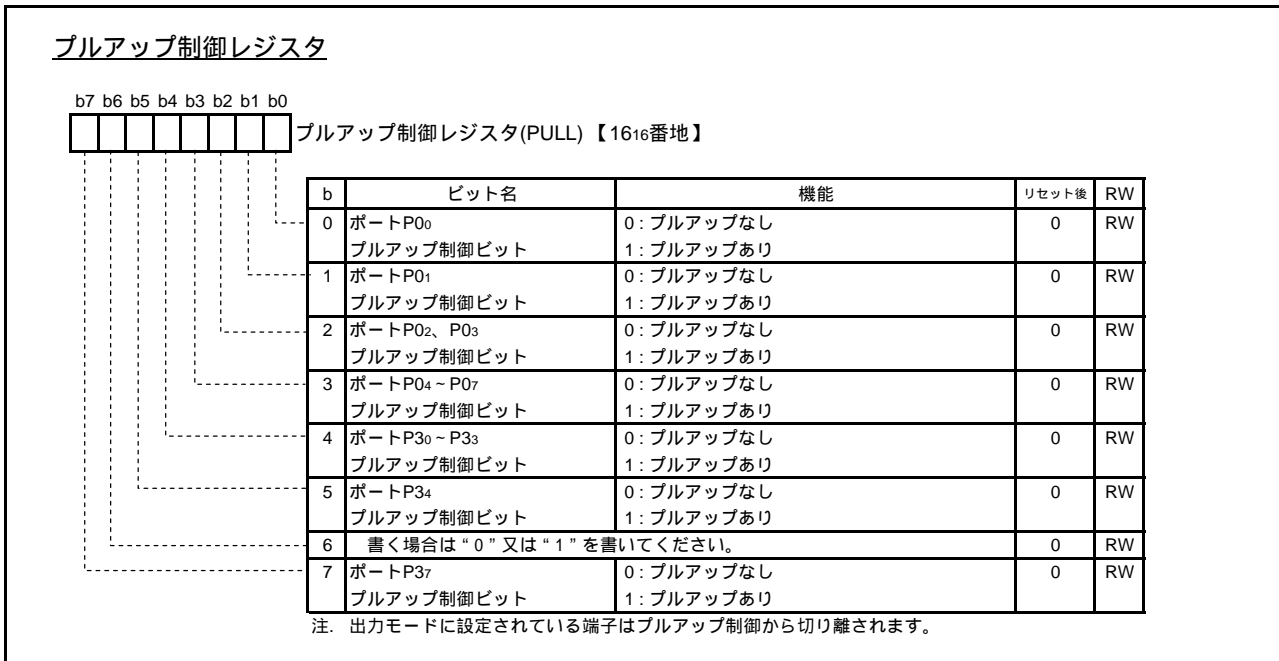 プルアップ制御レジスタ
b7 b6 b5 b4 b3 b2 b1 b0
プルアップ制御レジスタ(PULL) 【1616番地】
b ビット名 機能 リセット後 RW
0 ポートP00 0 : プルアップなし 0 RW
プルアップ制御ビット 1 : プルアップあり
1 ポートP01 0 : プルアップなし 0 RW
プルアップ制御ビット 1 : プルアップあり
2 ポートP02、P03 0 : プルアップなし 0 RW
プルアップ制御ビット 1 : プルアップあり
3 ポートP04 ~ P07 0 : プルアップなし 0 RW
プルアップ制御ビット 1 : プルアップあり
4 ポートP30 ~ P33 0 : プルアップなし 0 RW
プルアップ制御ビット 1 : プルアップあり
5 ポートP34 0 : プルアップなし 0 RW
プルアップ制御ビット 1 : プルアップあり
6 書く場合は“0”又は“1”を書いてください。 0 RW
7 ポートP37 0 : プルアップなし 0 RW
プルアップ制御ビット 1 : プルアップあり
注. 出力モードに設定されている端子はプルアップ制御から切り離されます。